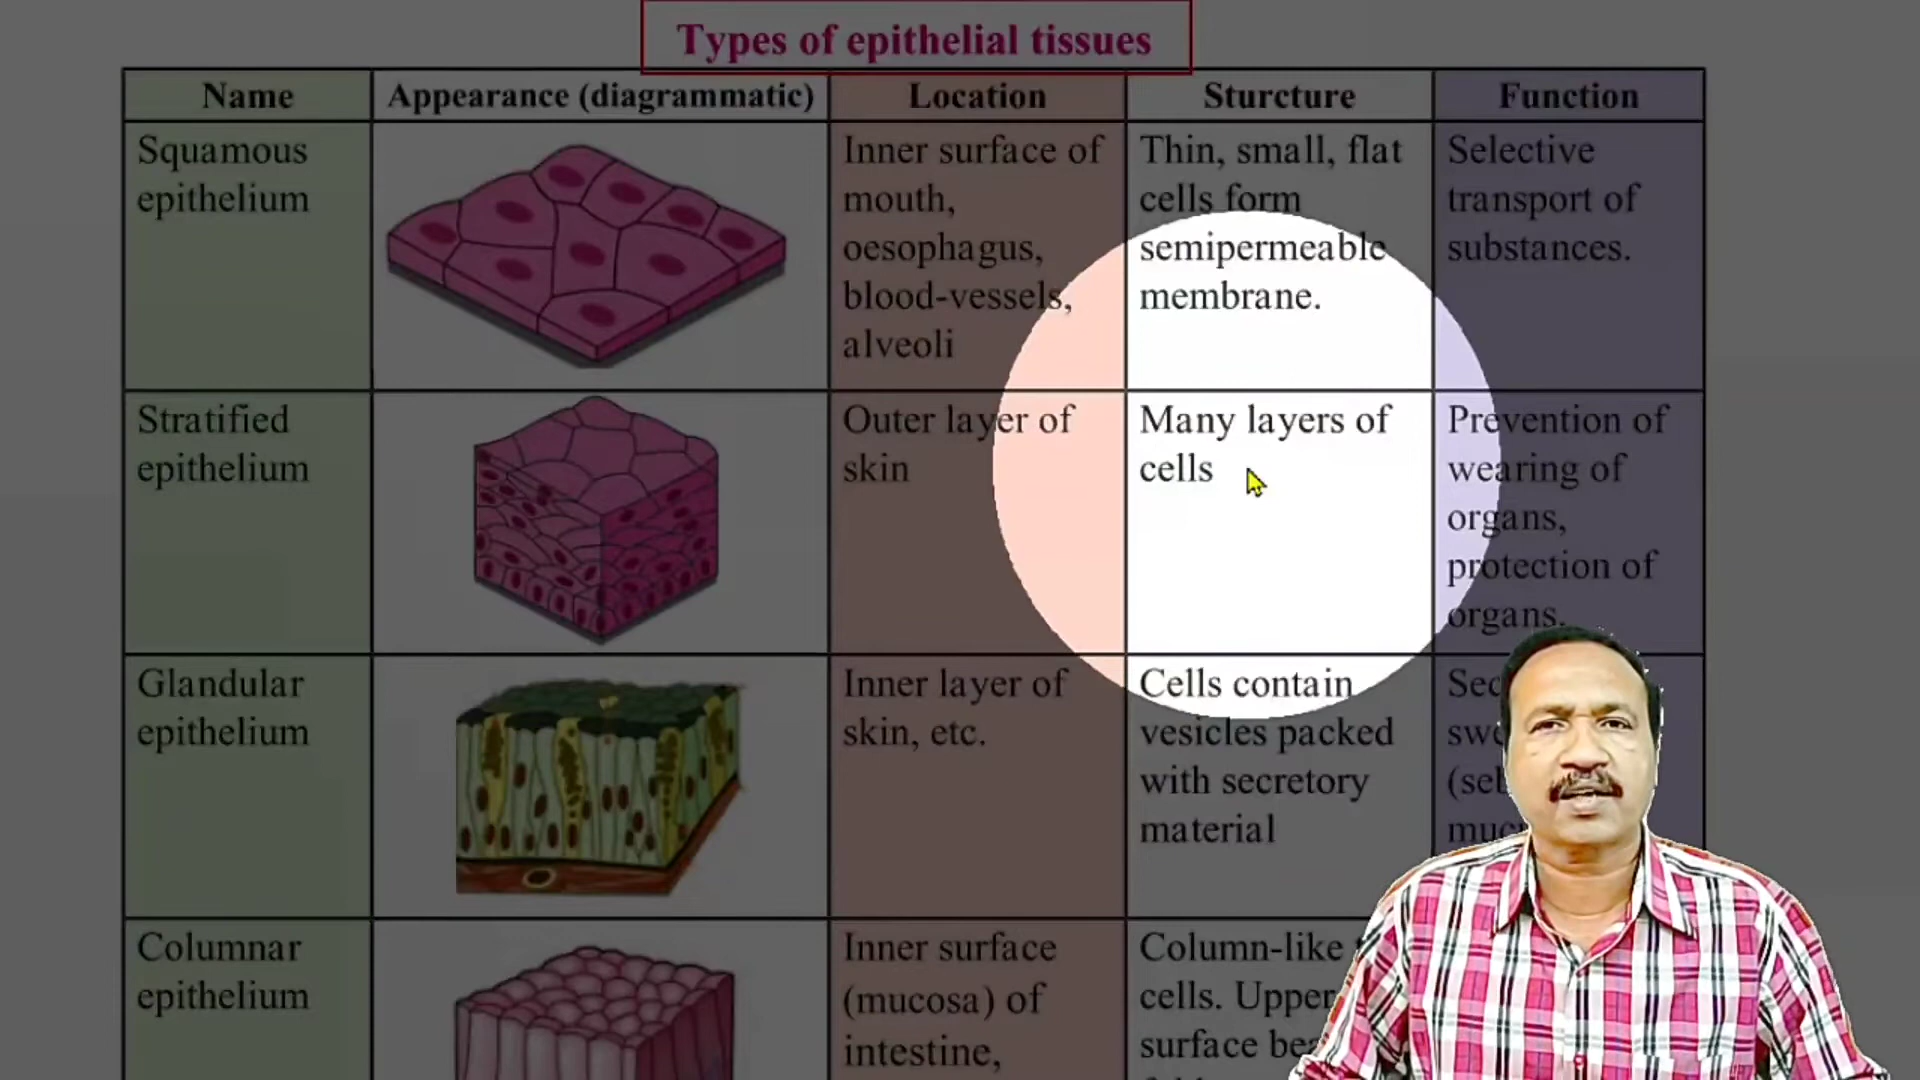 Types of epithelial tissues
Name
Appearance (diagrammatic)
Location
Sturcture
Function
Squamous
epithelium
Inner surface of
mouth,
oesophagus,
blood-vessels,
alveoli
Thin, small, flat
cells form
semipermeable
membrane.
Selective
transport of
substances.
Stratified
epithelium
Outer layer of
skin
Many layers of
cells
Prevention of
wearing of
organs,
protection of
organs.
Glandular
epithelium
Inner layer of
skin, etc.
Cells contain
vesicles packed
with secretory
material
Columnar
epithelium
Inner surface
(mucosa) of
intestine,
Column-like
cells. Upper
surface